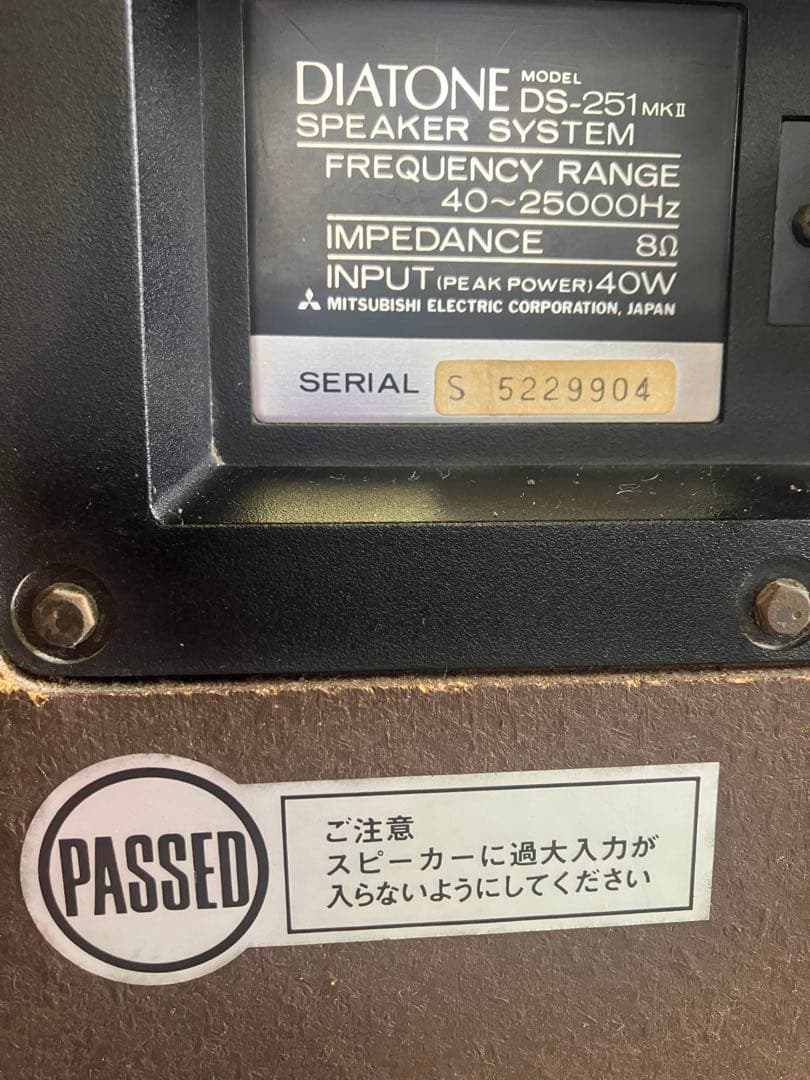 DIATONE MODEL DS-251 MKII
SPEAKER SYSTEM
FREQUENCY RANGE
40~25000Hz
IMPEDANCE 8Ω
INPUT (PEAK POWER) 40W
MITSUBISHI ELECTRIC CORPORATION, JAPAN
SERIAL S 5229904
PASSED
ご注意
スピーカーに過大入力が
入らないようにしてください